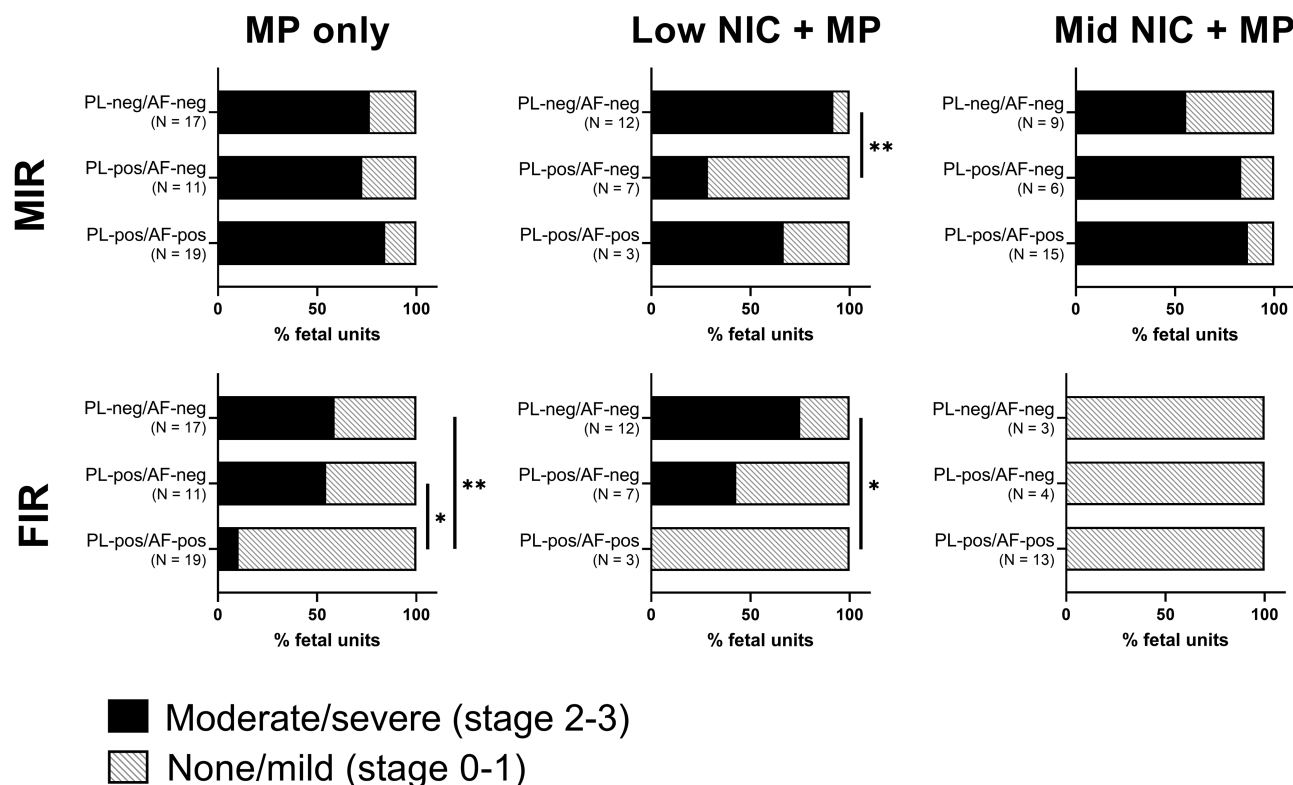 MP only
Low NIC + MP
Mid NIC + MP
MIR
PL-neg/AF-neg
(N = 17)
PL-pos/AF-neg
(N = 11)
PL-pos/AF-pos
(N = 19)
0 50 100
% fetal units
PL-neg/AF-neg
(N = 12)
PL-pos/AF-neg
(N = 7)
PL-pos/AF-pos
(N = 3)
**
0 50 100
% fetal units
PL-neg/AF-neg
(N = 9)
PL-pos/AF-neg
(N = 6)
PL-pos/AF-pos
(N = 15)
0 50 100
% fetal units
FIR
PL-neg/AF-neg
(N = 17)
PL-pos/AF-neg
(N = 11)
PL-pos/AF-pos
(N = 19)
**
*
0 50 100
% fetal units
PL-neg/AF-neg
(N = 12)
PL-pos/AF-neg
(N = 7)
PL-pos/AF-pos
(N = 3)
*
0 50 100
% fetal units
PL-neg/AF-neg
(N = 3)
PL-pos/AF-neg
(N = 4)
PL-pos/AF-pos
(N = 13)
0 50 100
% fetal units
Moderate/severe (stage 2-3)
None/mild (stage 0-1)